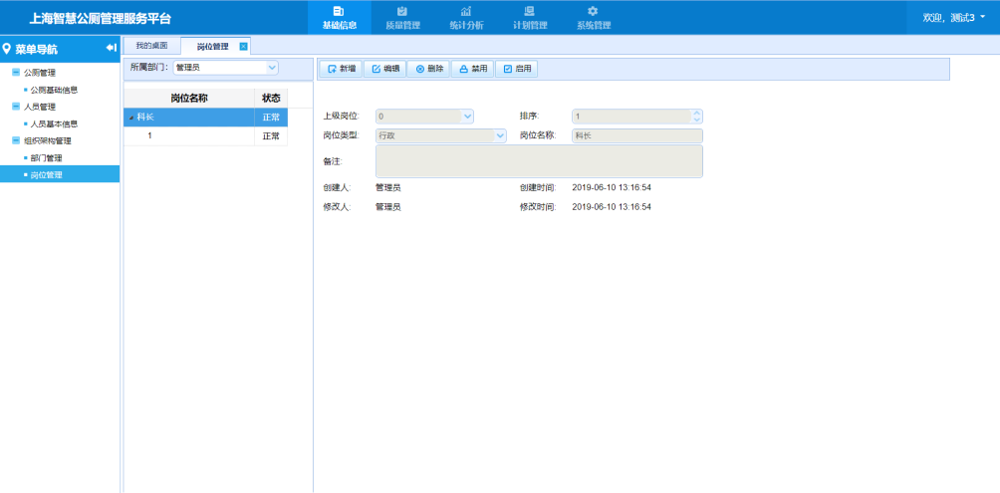 上海智慧公厕管理服务平台
基础信息 质量管理 统计分析 计划管理 系统管理
欢迎, 测试3
菜单导航
公厕管理
公厕基础信息
人员管理
人员基本信息
组织架构管理
部门管理
岗位管理
我的桌面 岗位管理
所属部门: 管理员
岗位名称 状态
科长 正常
1 正常
新增 编辑 删除 禁用 启用
上级岗位: 0 排序: 1
岗位类型: 行政 岗位名称: 科长
备注:
创建人: 管理员 创建时间: 2019-06-10 13:16:54
修改人: 管理员 修改时间: 2019-06-10 13:16:54